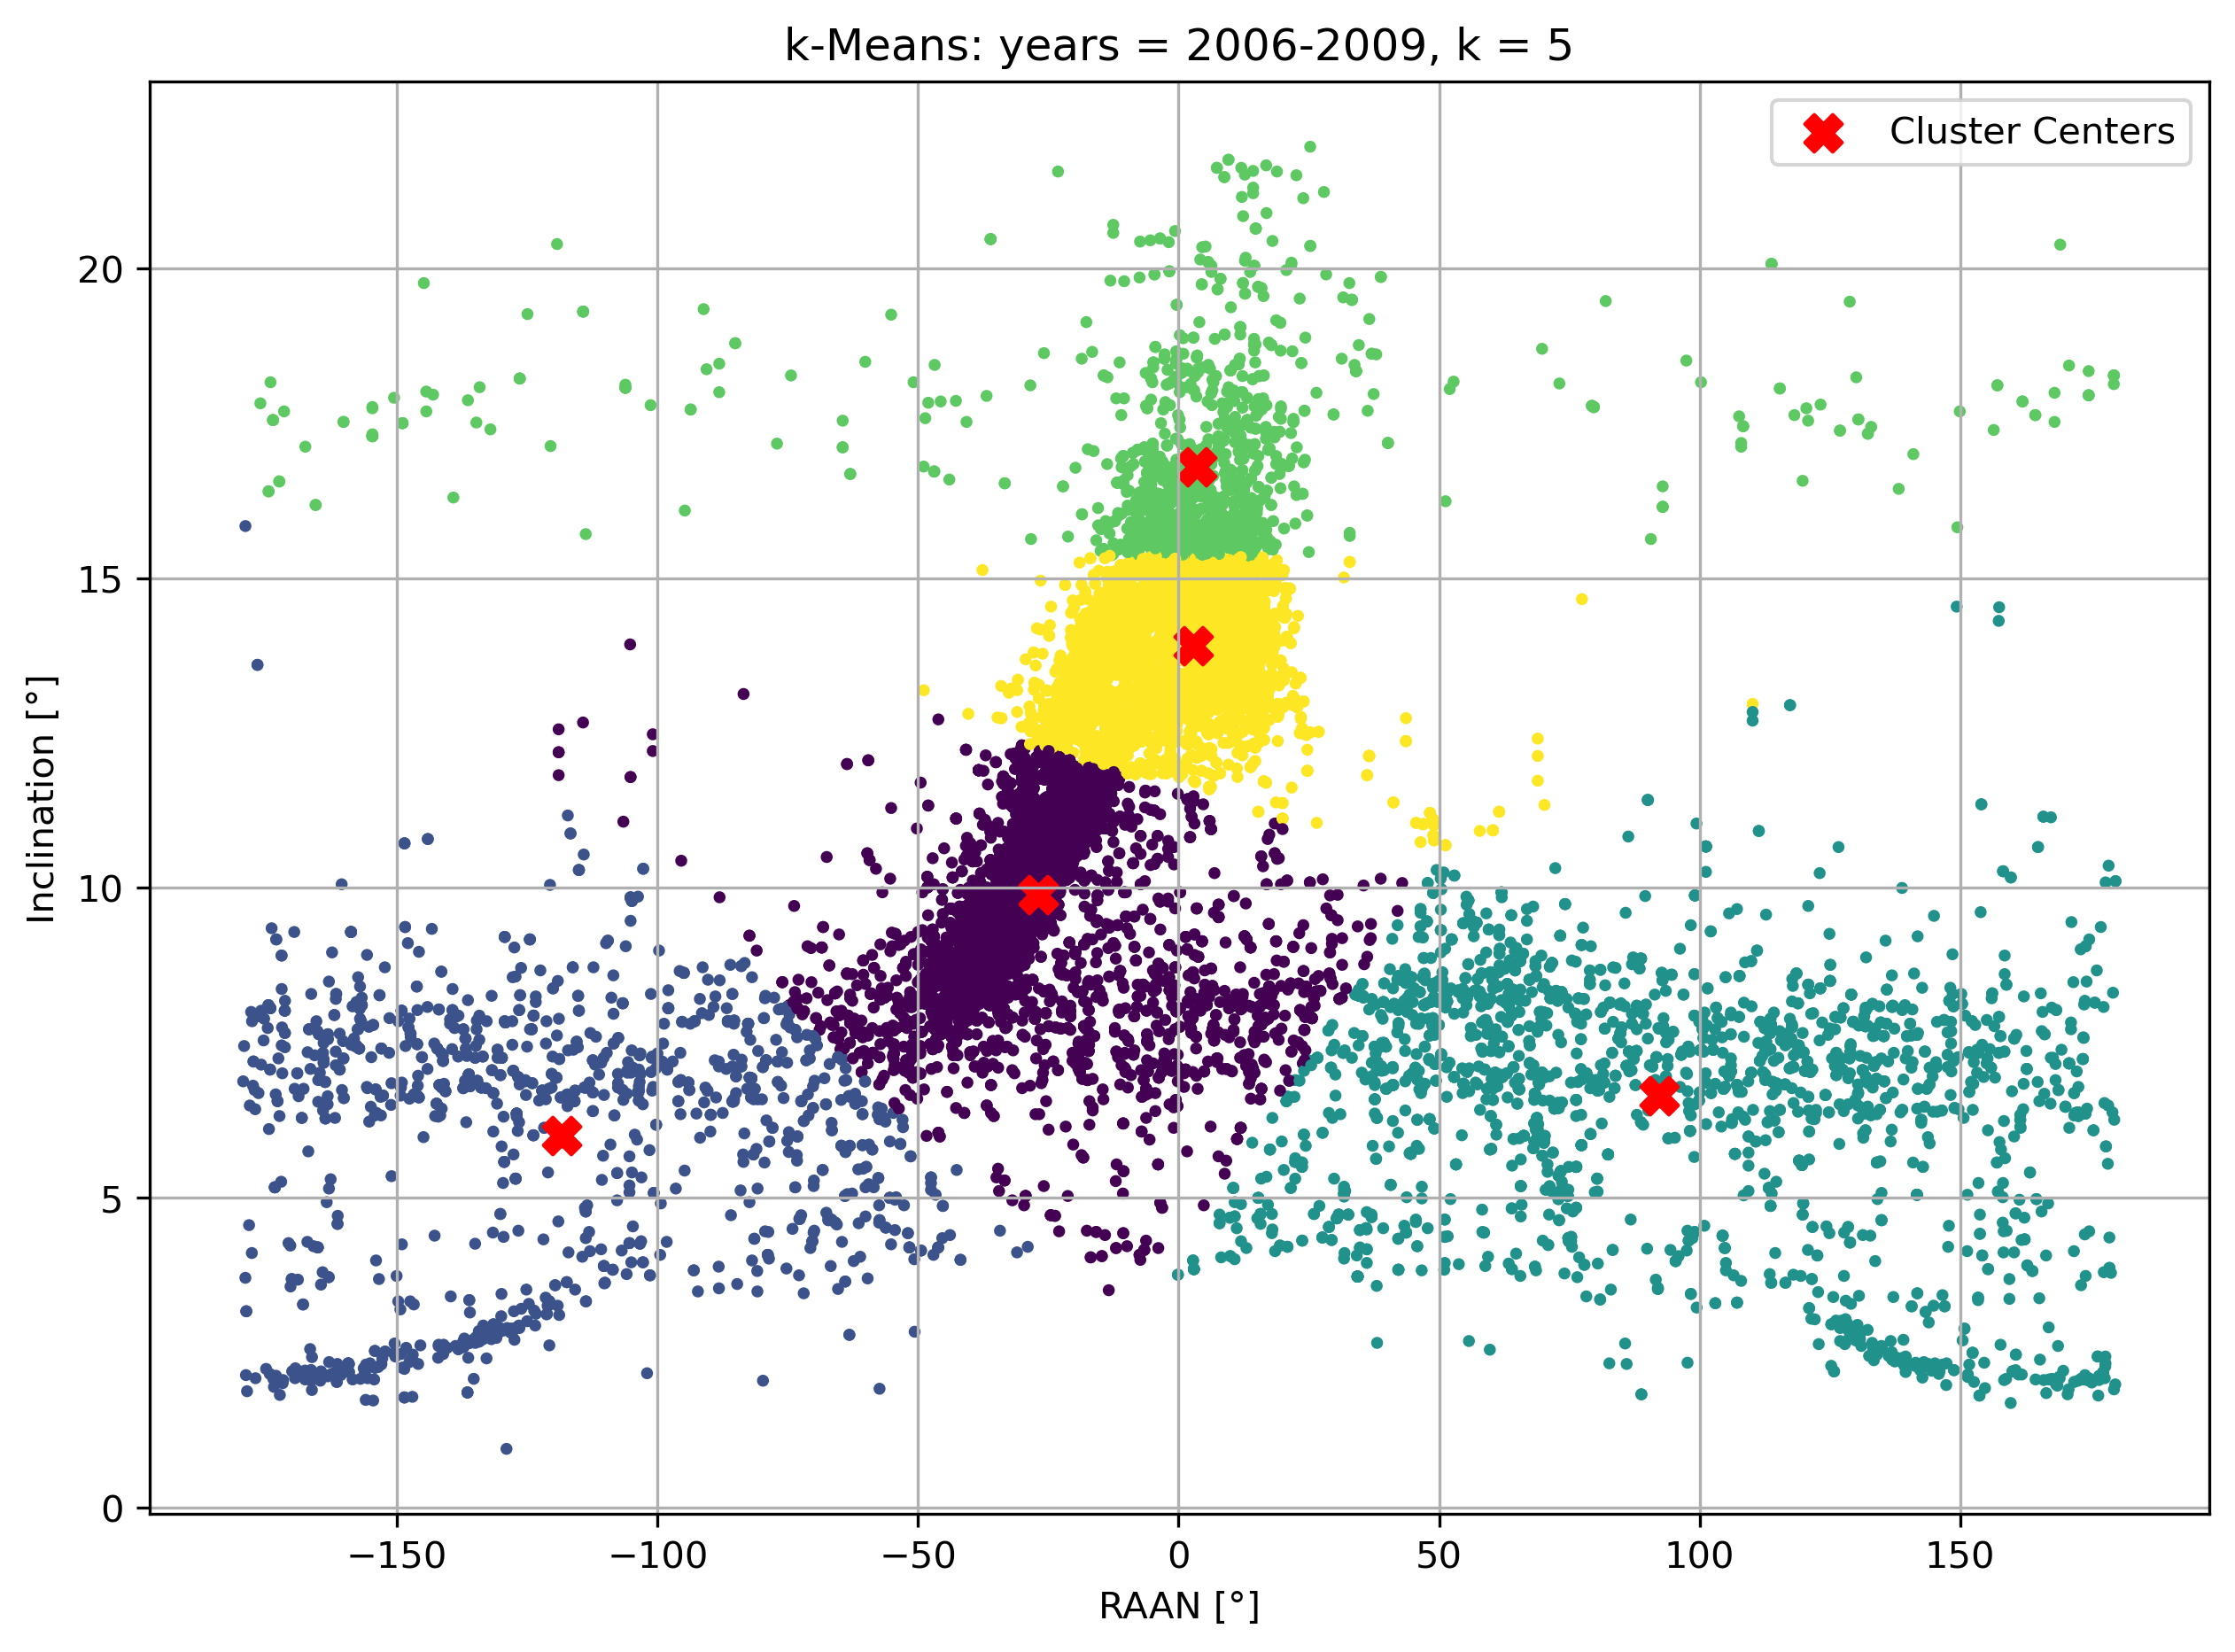 k-Means: years = 2006-2009, k = 5
Cluster Centers
20
15
10
5
0
Inclination [°]
−150 −100 −50 0 50 100 150
RAAN [°]